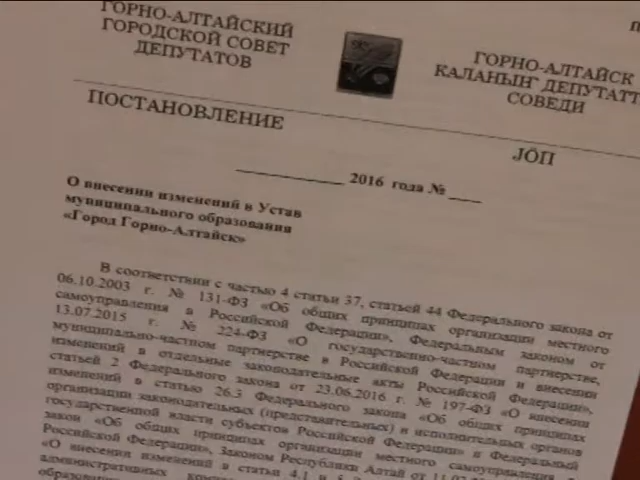 ГОРНО-АЛТАЙСКИЙ
ГОРОДСКОЙ СОВЕТ
ДЕПУТАТОВ
ГОРНО-АЛТАЙСК
КАЛАНЫҤ ДЕПУТАТТ
СОВЕДИ
ПОСТАНОВЛЕНИЕ
JÖП
2016 года №
О внесении изменений в Устав
муниципального образования
«Город Горно-Алтайск»
В соответствии с частью 4 статьи 37, статьей 44 Федерального закона от
06.10.2003 г. № 131-ФЗ «Об общих принципах организации местного
самоуправления в Российской Федерации», Федеральным законом от
13.07.2015 г. № 224-ФЗ «О государственно-частном партнерстве,
муниципально-частном партнерстве в Российской Федерации и внесении
изменений в отдельные законодательные акты Российской Федерации»,
статьей 2 Федерального закона от 23.06.2016 г. № 197-ФЗ «О внесении
изменений в статью 26.3 Федерального закона «Об общих принципах
организации законодательных (представительных) и исполнительных органов
государственной власти субъектов Российской Федерации» и Федеральный
закон «Об общих принципах организации местного самоуправления в
Российской Федерации», Законом Республики Алтай от
«О внесении изменений в статьи 4.1 и
административных